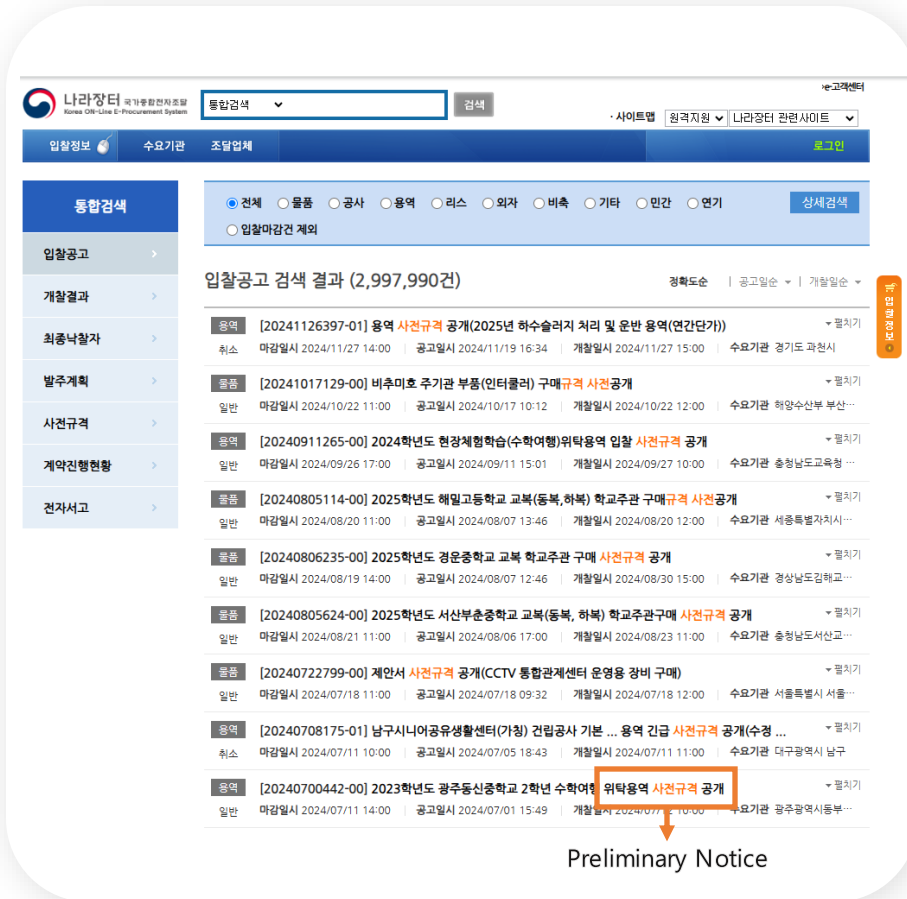 e-고객센터
나라장터 국가종합전자조달
Korea ON-Line E-Procurement System
통합검색
검색
· 사이트맵
원격지원
나라장터 관련사이트
입찰정보 수요기관 조달업체 로그인
통합검색
입찰공고
개찰결과
최종낙찰자
발주계획
사전규격
계약진행현황
전자서고
전체 물품 공사 용역 리스 외자 비축 기타 민간 연기
입찰마감건 제외
상세검색
입찰공고 검색 결과 (2,997,990건)
정확도순 | 공고일순 | 개찰일순
입찰정보
용역 [20241126397-01] 용역 사전규격 공개(2025년 하수슬러지 처리 및 운반 용역(연간단가)) 펼치기
취소 마감일시 2024/11/27 14:00 공고일시 2024/11/19 16:34 개찰일시 2024/11/27 15:00 수요기관 경기도 과천시
물품 [20241017129-00] 비추미호 주기관 부품(인터쿨러) 구매규격 사전공개 펼치기
일반 마감일시 2024/10/22 11:00 공고일시 2024/10/17 10:12 개찰일시 2024/10/22 12:00 수요기관 해양수산부 부산…
용역 [20240911265-00] 2024학년도 현장체험학습(수학여행)위탁용역 입찰 사전규격 공개 펼치기
일반 마감일시 2024/09/26 17:00 공고일시 2024/09/11 15:01 개찰일시 2024/09/27 10:00 수요기관 충청남도교육청 …
물품 [20240805114-00] 2025학년도 해밀고등학교 교복(동복,하복) 학교주관 구매규격 사전공개 펼치기
일반 마감일시 2024/08/20 11:00 공고일시 2024/08/07 13:46 개찰일시 2024/08/20 12:00 수요기관 세종특별자치시…
물품 [20240806235-00] 2025학년도 경운중학교 교복 학교주관 구매 사전규격 공개 펼치기
일반 마감일시 2024/08/19 14:00 공고일시 2024/08/07 12:46 개찰일시 2024/08/30 15:00 수요기관 경상남도김해교…
물품 [20240805624-00] 2025학년도 서산부춘중학교 교복(동복, 하복) 학교주관구매 사전규격 공개 펼치기
일반 마감일시 2024/08/21 11:00 공고일시 2024/08/06 17:00 개찰일시 2024/08/23 11:00 수요기관 충청남도서산교…
물품 [20240722799-00] 제안서 사전규격 공개(CCTV 통합관제센터 운영용 장비 구매) 펼치기
일반 마감일시 2024/07/18 11:00 공고일시 2024/07/18 09:32 개찰일시 2024/07/18 12:00 수요기관 서울특별시 서울…
용역 [20240708175-01] 남구시니어공유생활센터(가칭) 건립공사 기본 ... 용역 긴급 사전규격 공개(수정 ... 펼치기
취소 마감일시 2024/07/11 10:00 공고일시 2024/07/05 18:43 개찰일시 2024/07/11 11:00 수요기관 대구광역시 남구
용역 [20240700442-00] 2023학년도 광주동신중학교 2학년 수학여행 위탁용역 사전규격 공개 펼치기
일반 마감일시 2024/07/11 14:00 공고일시 2024/07/01 15:49 개찰일시 2024/07/12 10:00 수요기관 광주광역시동부…
Preliminary Notice